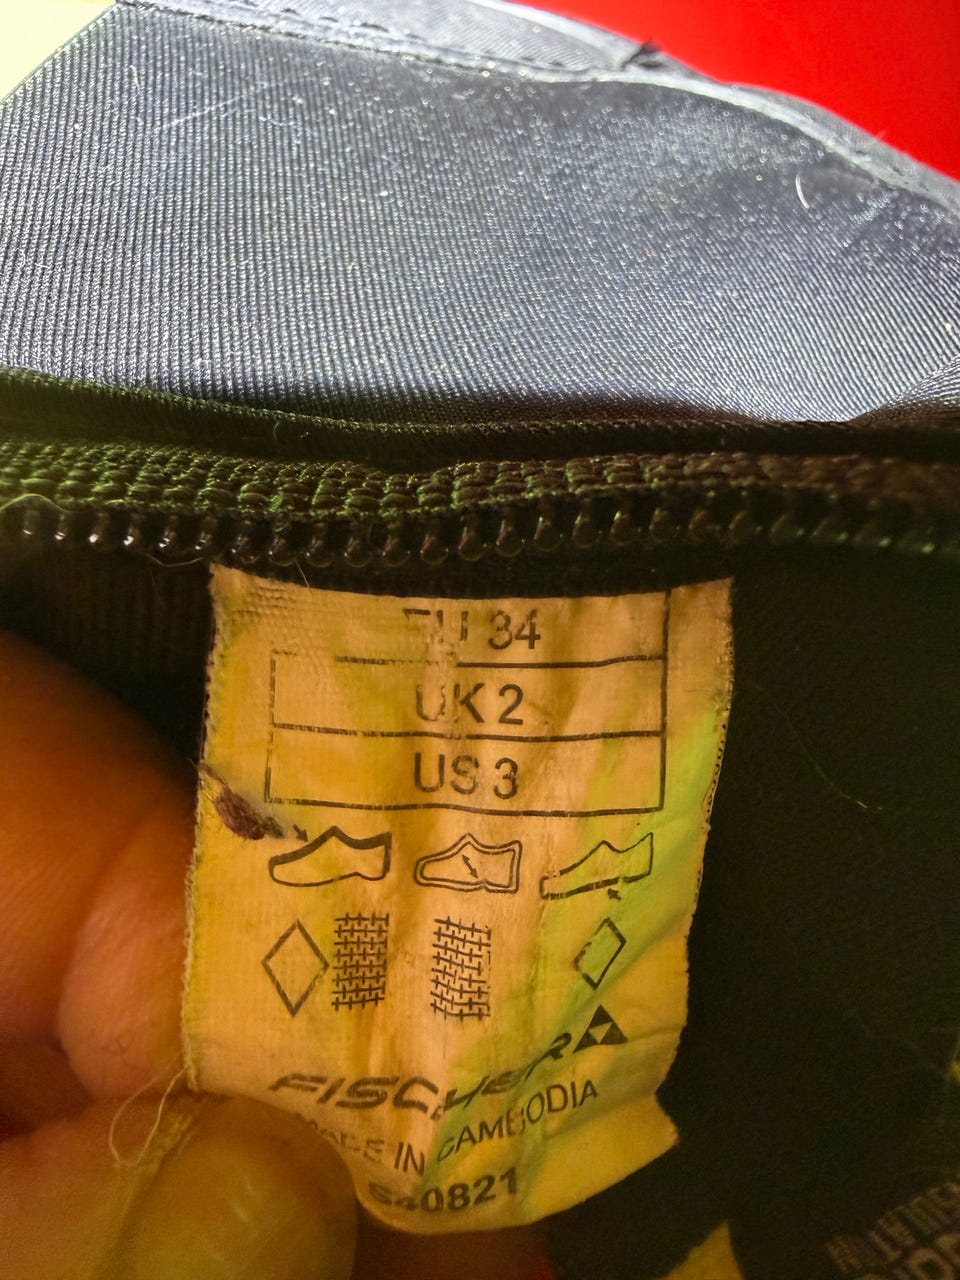 EU 34
UK 2
US 3
FISCHER
MADE IN CAMBODIA
S40821